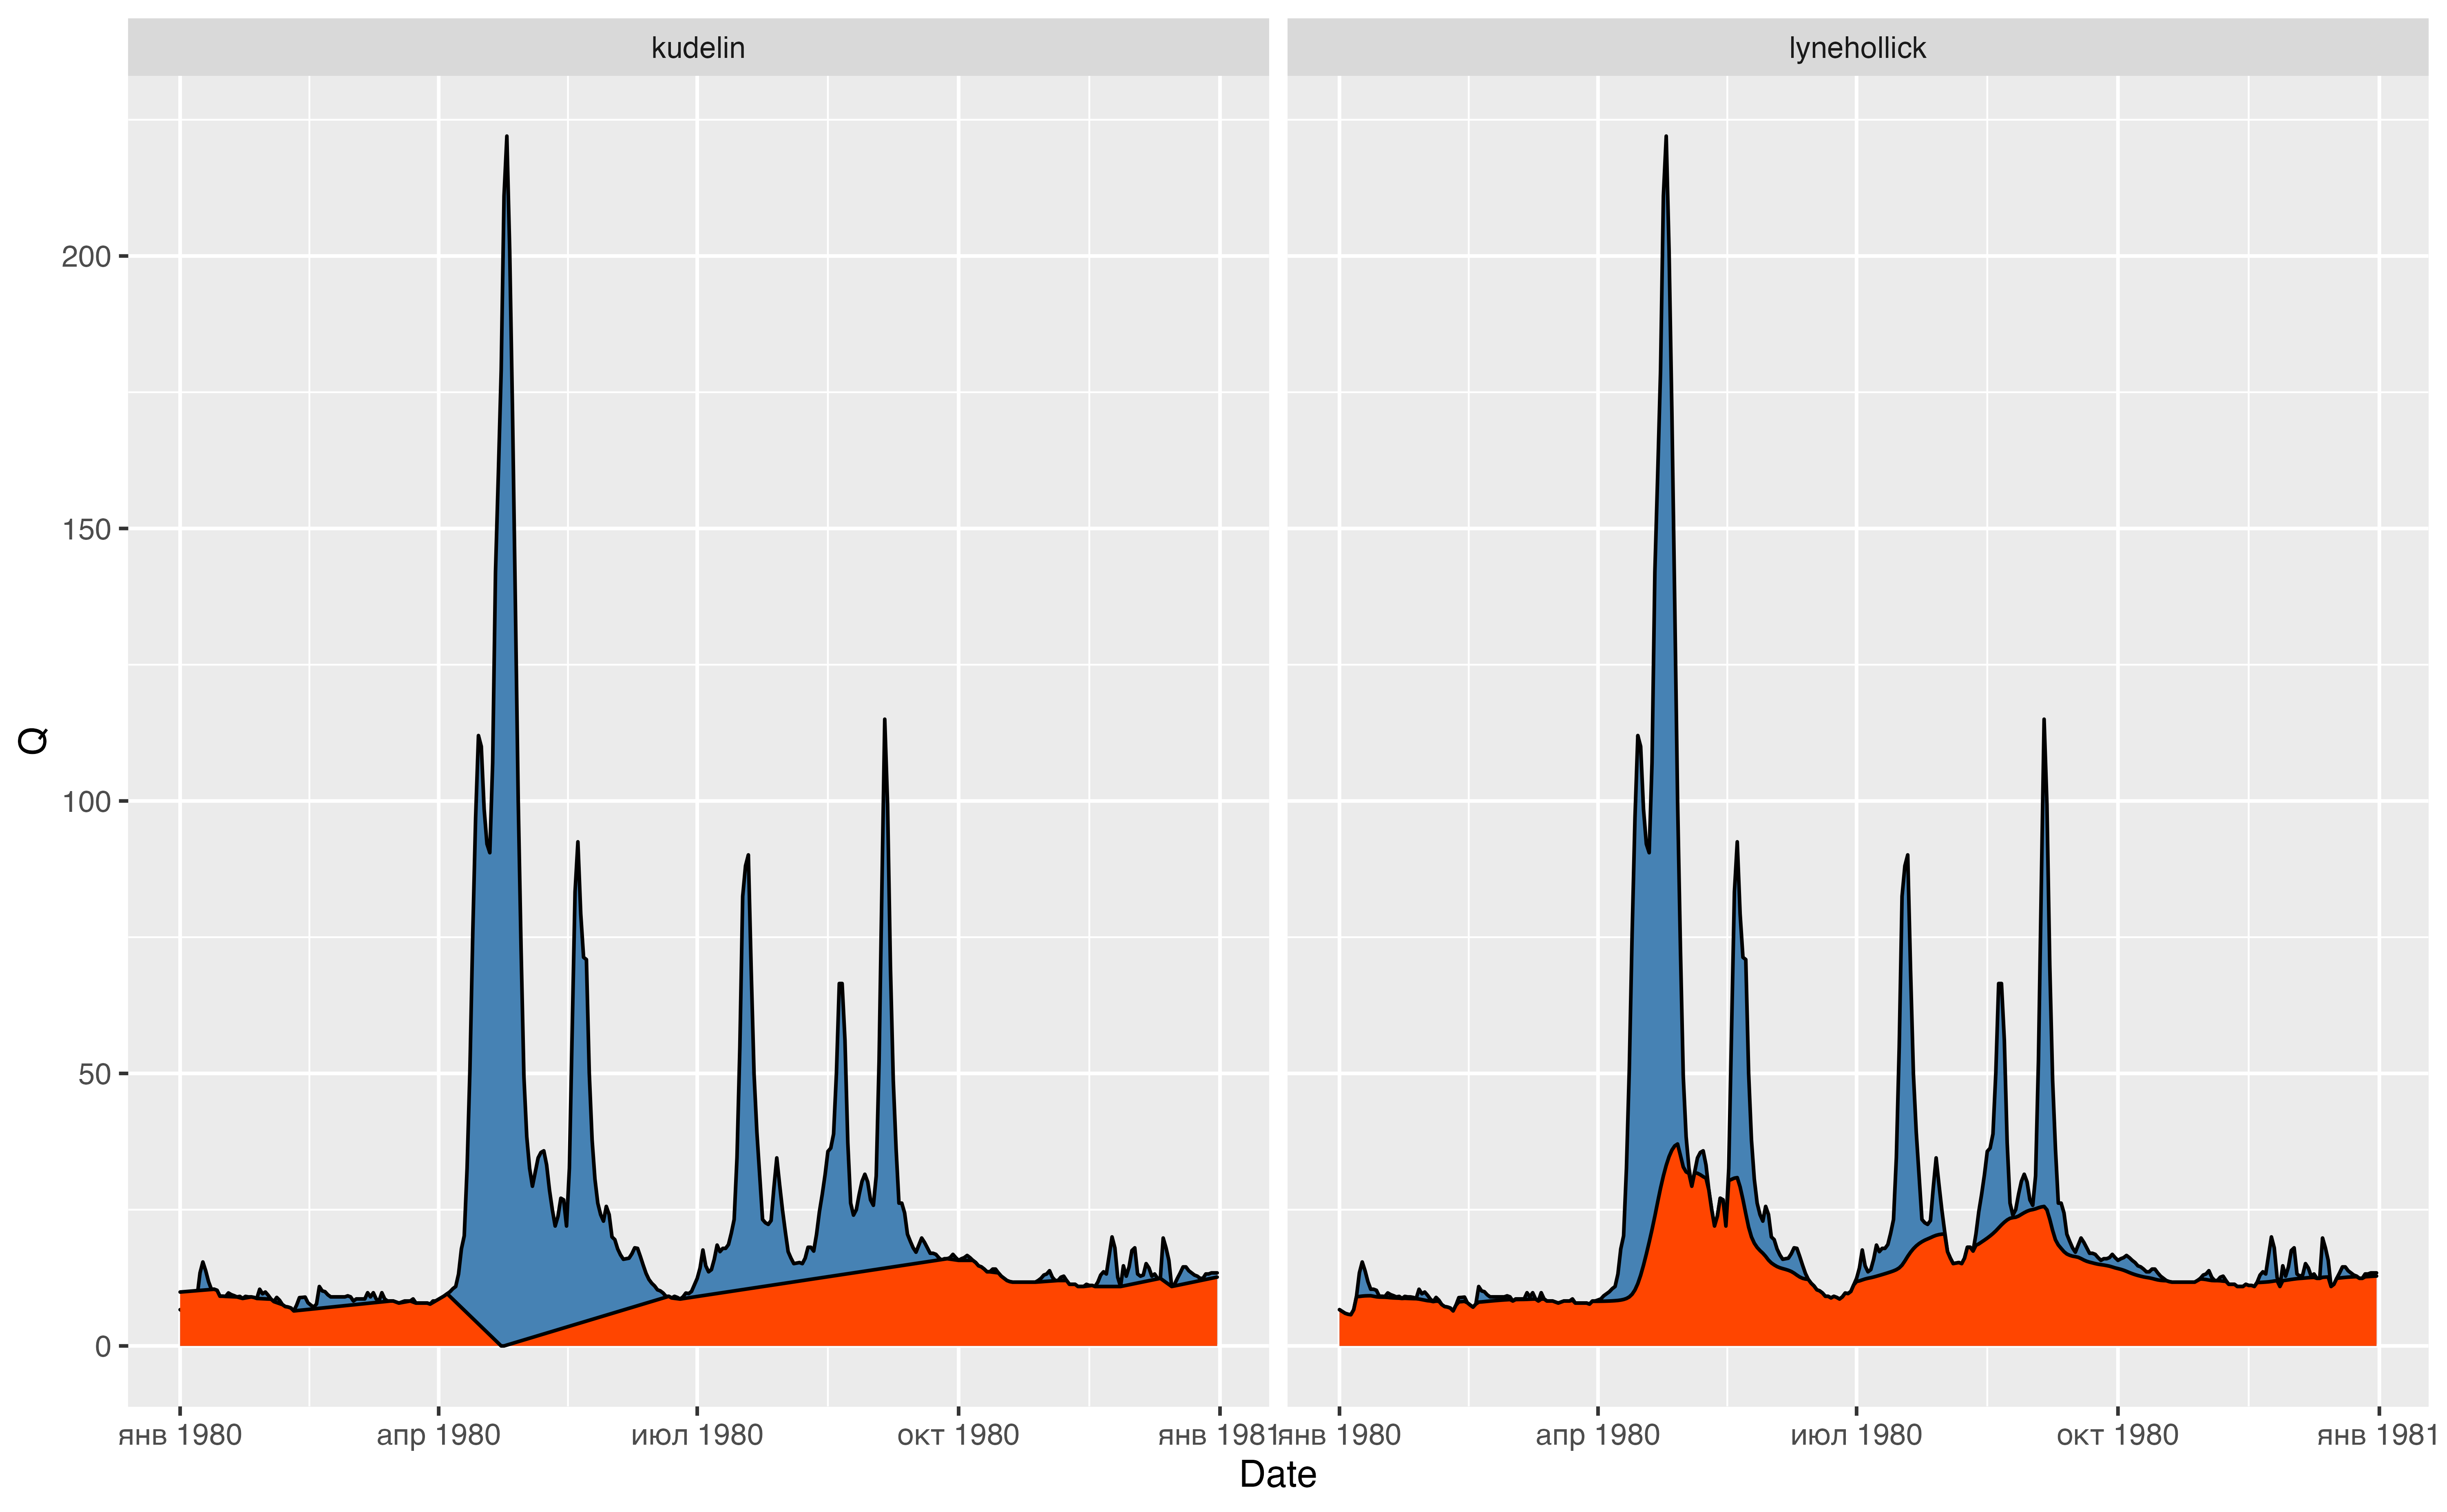 kudelin
lynehollick
Q
200
150
100
50
0
янв 1980
апр 1980
июл 1980
окт 1980
янв 1981
янв 1980
апр 1980
июл 1980
окт 1980
янв 1981
Date